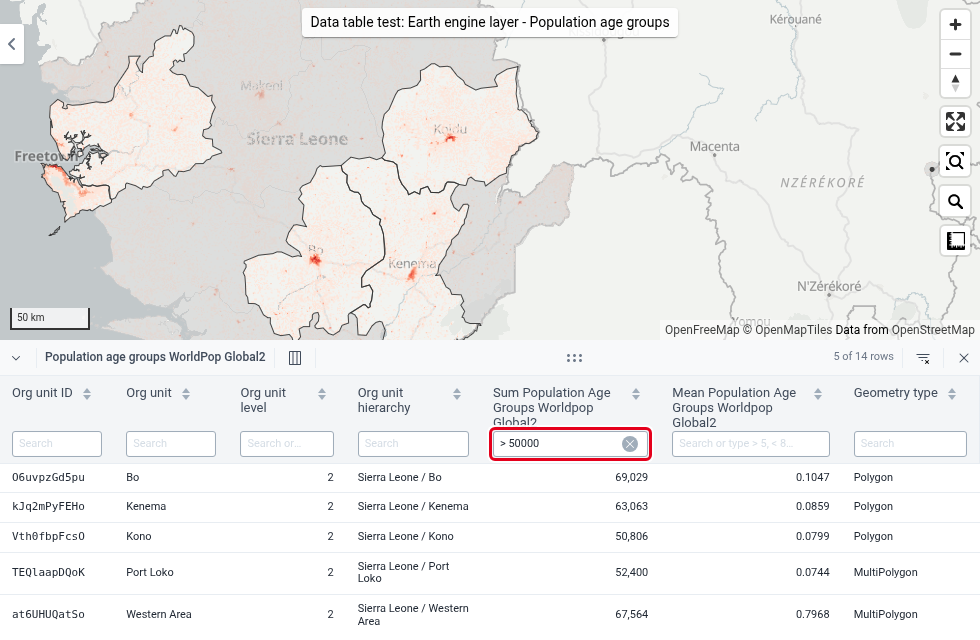 Data table test: Earth engine layer - Population age groups
Kérouané
Makeni
Koidu
Sierra Leone
Freetown
Macenta
NZÉRÉKORÉ
Bo
Kenema
N'Zérékoré
Yomou
50 km
OpenFreeMap © OpenMapTiles Data from OpenStreetMap
Population age groups WorldPop Global2
5 of 14 rows
Org unit ID
Org unit
Org unit level
Org unit hierarchy
Sum Population Age Groups Worldpop Global2
Mean Population Age Groups Worldpop Global2
Geometry type
Search
Search
Search or...
Search
> 50000
Search or type > 5, < 8...
Search
O6uvpzGd5pu Bo 2 Sierra Leone / Bo 69,029 0.1047 Polygon
kJq2mPyFEHo Kenema 2 Sierra Leone / Kenema 63,063 0.0859 Polygon
Vth0fbpFcsO Kono 2 Sierra Leone / Kono 50,806 0.0799 Polygon
TEQlaapDQoK Port Loko 2 Sierra Leone / Port Loko 52,400 0.0744 MultiPolygon
at6UHUQatSo Western Area 2 Sierra Leone / Western Area 67,564 0.7968 MultiPolygon